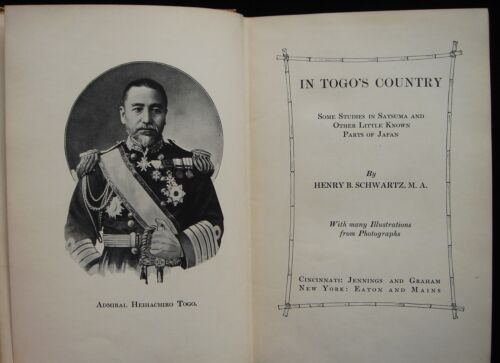 Admiral Heihachiro Togo.
IN TOGO'S COUNTRY
Some Studies in Satsuma and
Other Little Known
Parts of Japan
By
HENRY B. SCHWARTZ, M. A.
With many Illustrations
from Photographs
Cincinnati: Jennings and Graham
New York: Eaton and Mains